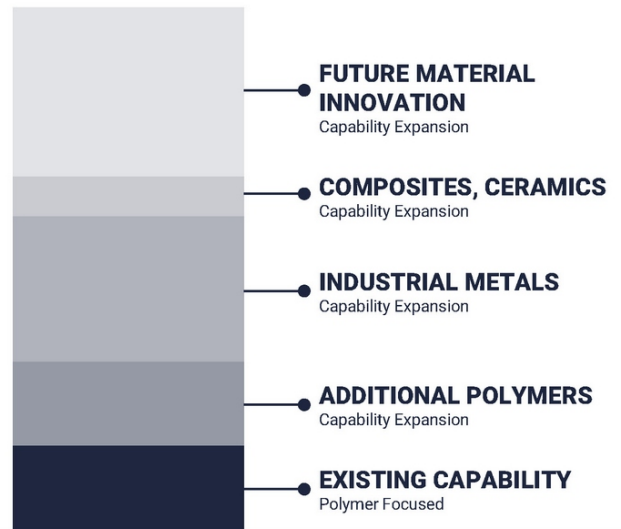 FUTURE MATERIAL
INNOVATION
Capability Expansion
COMPOSITES, CERAMICS
Capability Expansion
INDUSTRIAL METALS
Capability Expansion
ADDITIONAL POLYMERS
Capability Expansion
EXISTING CAPABILITY
Polymer Focused